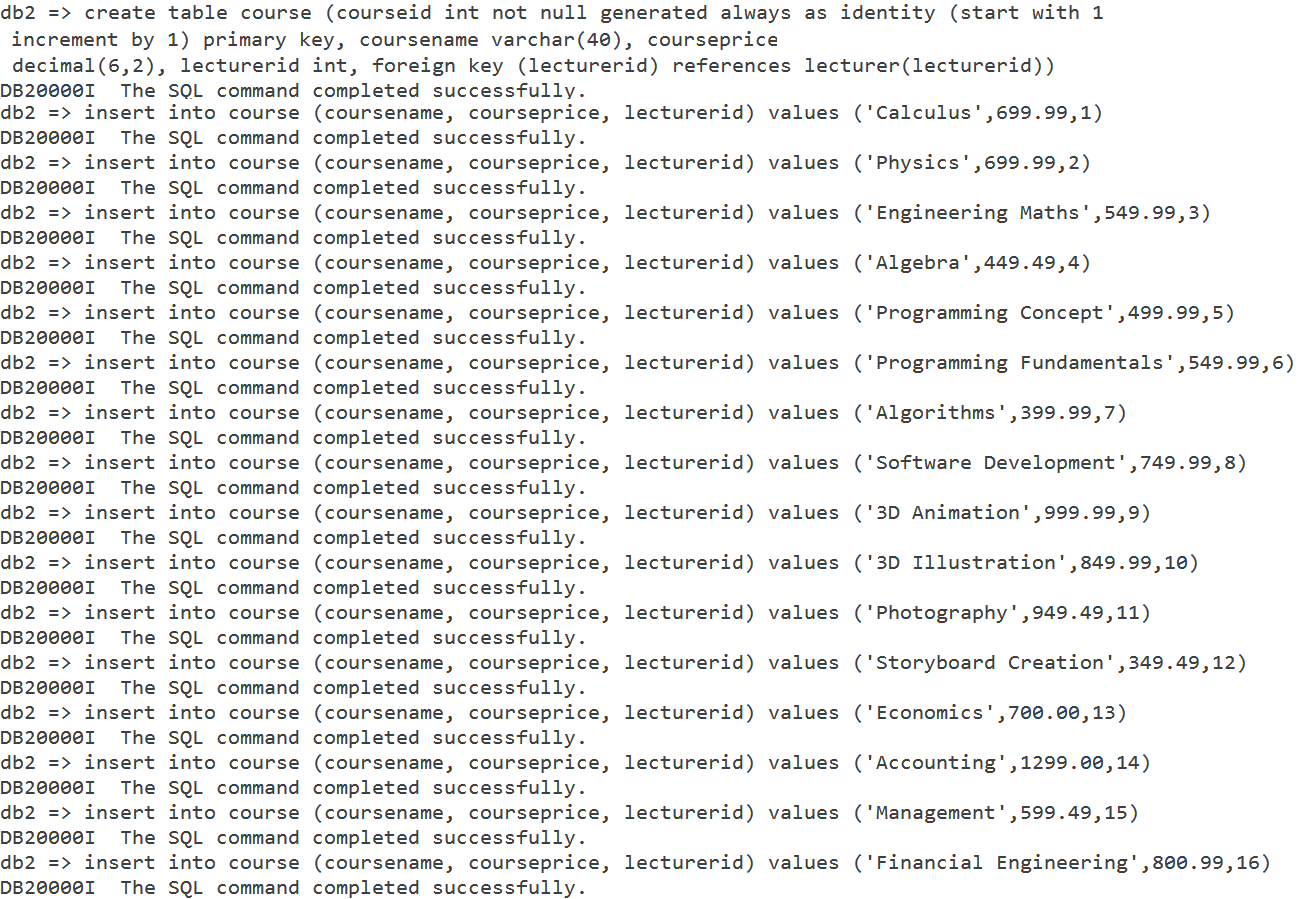 db2 => create table course (courseid int not null generated always as identity (start with 1
increment by 1) primary key, coursename varchar(40), courseprice
decimal(6,2), lecturerid int, foreign key (lecturerid) references lecturer(lecturerid))
DB20000I  The SQL command completed successfully.
db2 => insert into course (coursename, courseprice, lecturerid) values ('Calculus',699.99,1)
DB20000I  The SQL command completed successfully.
db2 => insert into course (coursename, courseprice, lecturerid) values ('Physics',699.99,2)
DB20000I  The SQL command completed successfully.
db2 => insert into course (coursename, courseprice, lecturerid) values ('Engineering Maths',549.99,3)
DB20000I  The SQL command completed successfully.
db2 => insert into course (coursename, courseprice, lecturerid) values ('Algebra',449.49,4)
DB20000I  The SQL command completed successfully.
db2 => insert into course (coursename, courseprice, lecturerid) values ('Programming Concept',499.99,5)
DB20000I  The SQL command completed successfully.
db2 => insert into course (coursename, courseprice, lecturerid) values ('Programming Fundamentals',549.99,6)
DB20000I  The SQL command completed successfully.
db2 => insert into course (coursename, courseprice, lecturerid) values ('Algorithms',399.99,7)
DB20000I  The SQL command completed successfully.
db2 => insert into course (coursename, courseprice, lecturerid) values ('Software Development',749.99,8)
DB20000I  The SQL command completed successfully.
db2 => insert into course (coursename, courseprice, lecturerid) values ('3D Animation',999.99,9)
DB20000I  The SQL command completed successfully.
db2 => insert into course (coursename, courseprice, lecturerid) values ('3D Illustration',849.99,10)
DB20000I  The SQL command completed successfully.
db2 => insert into course (coursename, courseprice, lecturerid) values ('Photography',949.49,11)
DB20000I  The SQL command completed successfully.
db2 => insert into course (coursename, courseprice, lecturerid) values ('Storyboard Creation',349.49,12)
DB20000I  The SQL command completed successfully.
db2 => insert into course (coursename, courseprice, lecturerid) values ('Economics',700.00,13)
DB20000I  The SQL command completed successfully.
db2 => insert into course (coursename, courseprice, lecturerid) values ('Accounting',1299.00,14)
DB20000I  The SQL command completed successfully.
db2 => insert into course (coursename, courseprice, lecturerid) values ('Management',599.49,15)
DB20000I  The SQL command completed successfully.
db2 => insert into course (coursename, courseprice, lecturerid) values ('Financial Engineering',800.99,16)
DB20000I  The SQL command completed successfully.